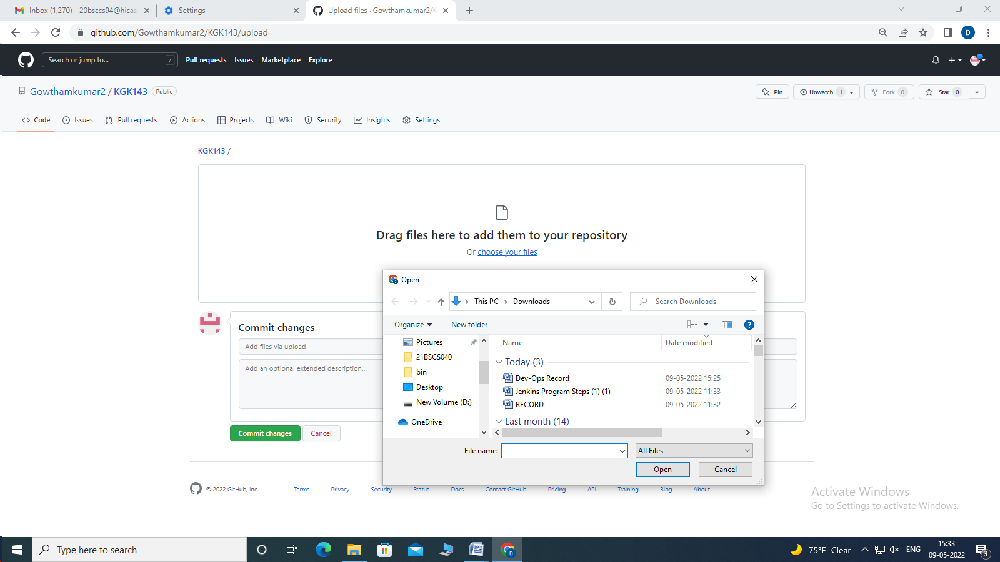 Inbox (1,270) - 20bsccs94@hicas
Settings
Upload files · Gowthamkumar2/K
github.com/Gowthamkumar2/KGK143/upload
D
Search or jump to...
/
Pull requests
Issues
Marketplace
Explore
Gowthamkumar2 / KGK143
Public
Pin
Unwatch 1
Fork 0
Star 0
Code
Issues
Pull requests
Actions
Projects
Wiki
Security
Insights
Settings
KGK143 /
Drag files here to add them to your repository
Or choose your files
Commit changes
Add files via upload
Add an optional extended description...
Commit changes
Cancel
Open
This PC
Downloads
Search Downloads
Organize
New folder
?
Pictures
21BSCS040
bin
Desktop
New Volume (D:)
OneDrive
Name
Date modified
Today (3)
Dev-Ops Record
09-05-2022 15:25
Jenkins Program Steps (1) (1)
09-05-2022 11:33
RECORD
09-05-2022 11:32
Last month (14)
File name:
All Files
Open
Cancel
© 2022 GitHub, Inc.
Terms
Privacy
Security
Status
Docs
Contact GitHub
Pricing
API
Training
Blog
About
Activate Windows
Go to Settings to activate Windows.
Type here to search
D
75°F Clear
ENG
15:33
09-05-2022
3